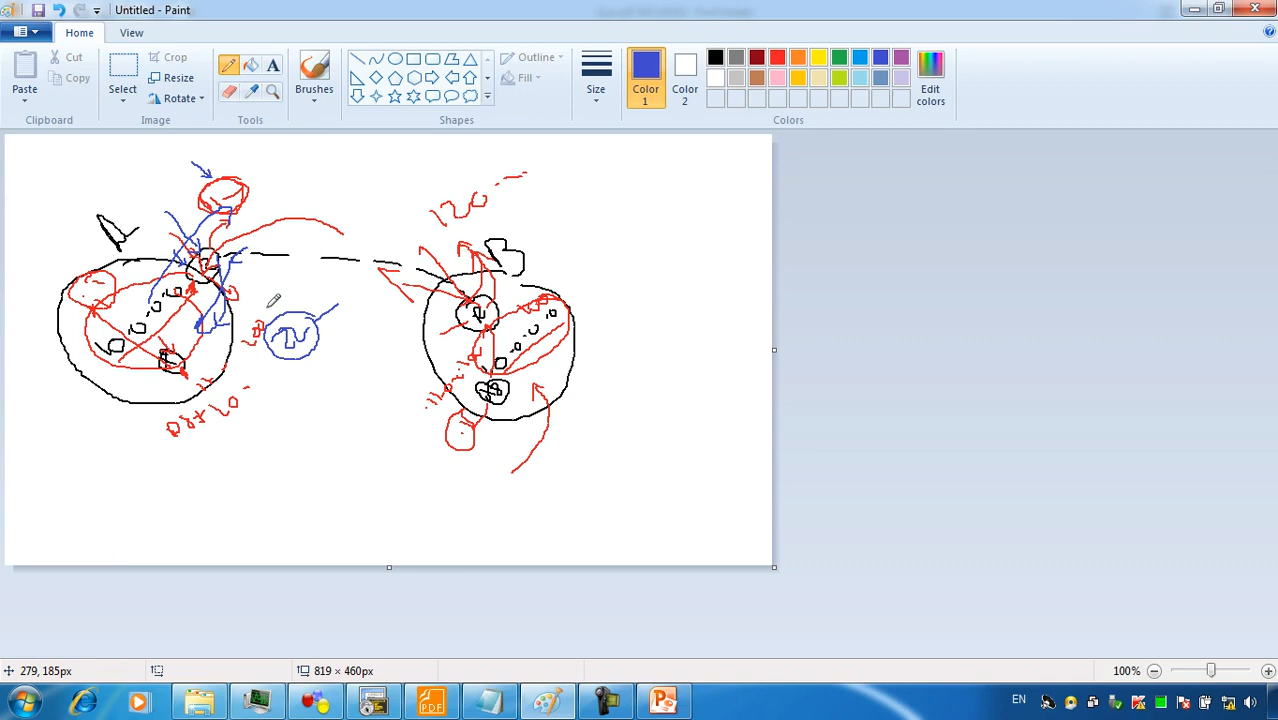 Untitled - Paint
Home
View
Paste
Cut
Copy
Select
Crop
Resize
Rotate
Brushes
Outline
Fill
Size
Color
1
Color
2
Edit
colors
Clipboard
Image
Tools
Shapes
Colors
120
279, 185px
819 × 460px
100%
EN